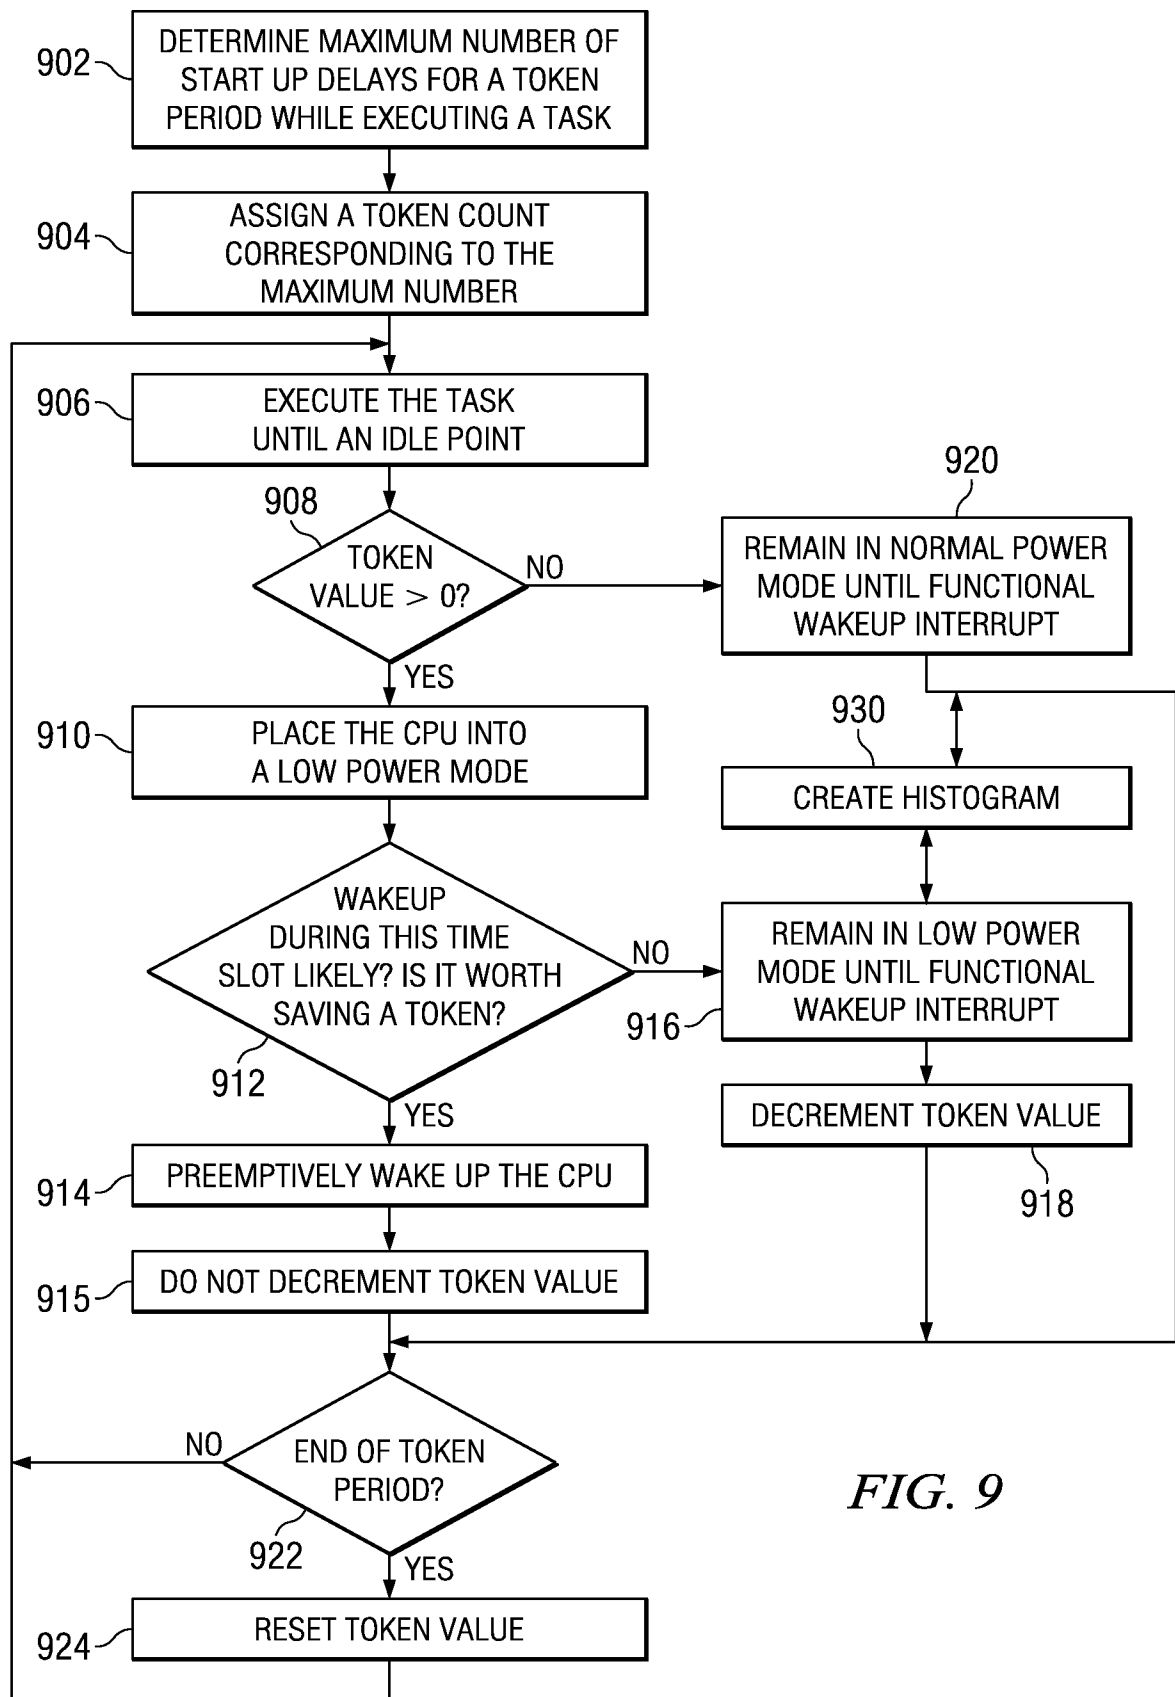 902
DETERMINE MAXIMUM NUMBER OF
START UP DELAYS FOR A TOKEN
PERIOD WHILE EXECUTING A TASK
904
ASSIGN A TOKEN COUNT
CORRESPONDING TO THE
MAXIMUM NUMBER
906
EXECUTE THE TASK
UNTIL AN IDLE POINT
908
TOKEN
VALUE > 0?
NO
YES
920
REMAIN IN NORMAL POWER
MODE UNTIL FUNCTIONAL
WAKEUP INTERRUPT
910
PLACE THE CPU INTO
A LOW POWER MODE
930
CREATE HISTOGRAM
WAKEUP
DURING THIS TIME
SLOT LIKELY? IS IT WORTH
SAVING A TOKEN?
912
NO
YES
REMAIN IN LOW POWER
MODE UNTIL FUNCTIONAL
WAKEUP INTERRUPT
916
DECREMENT TOKEN VALUE
918
914
PREEMPTIVELY WAKE UP THE CPU
915
DO NOT DECREMENT TOKEN VALUE
NO
END OF TOKEN
PERIOD?
922
YES
924
RESET TOKEN VALUE
FIG. 9